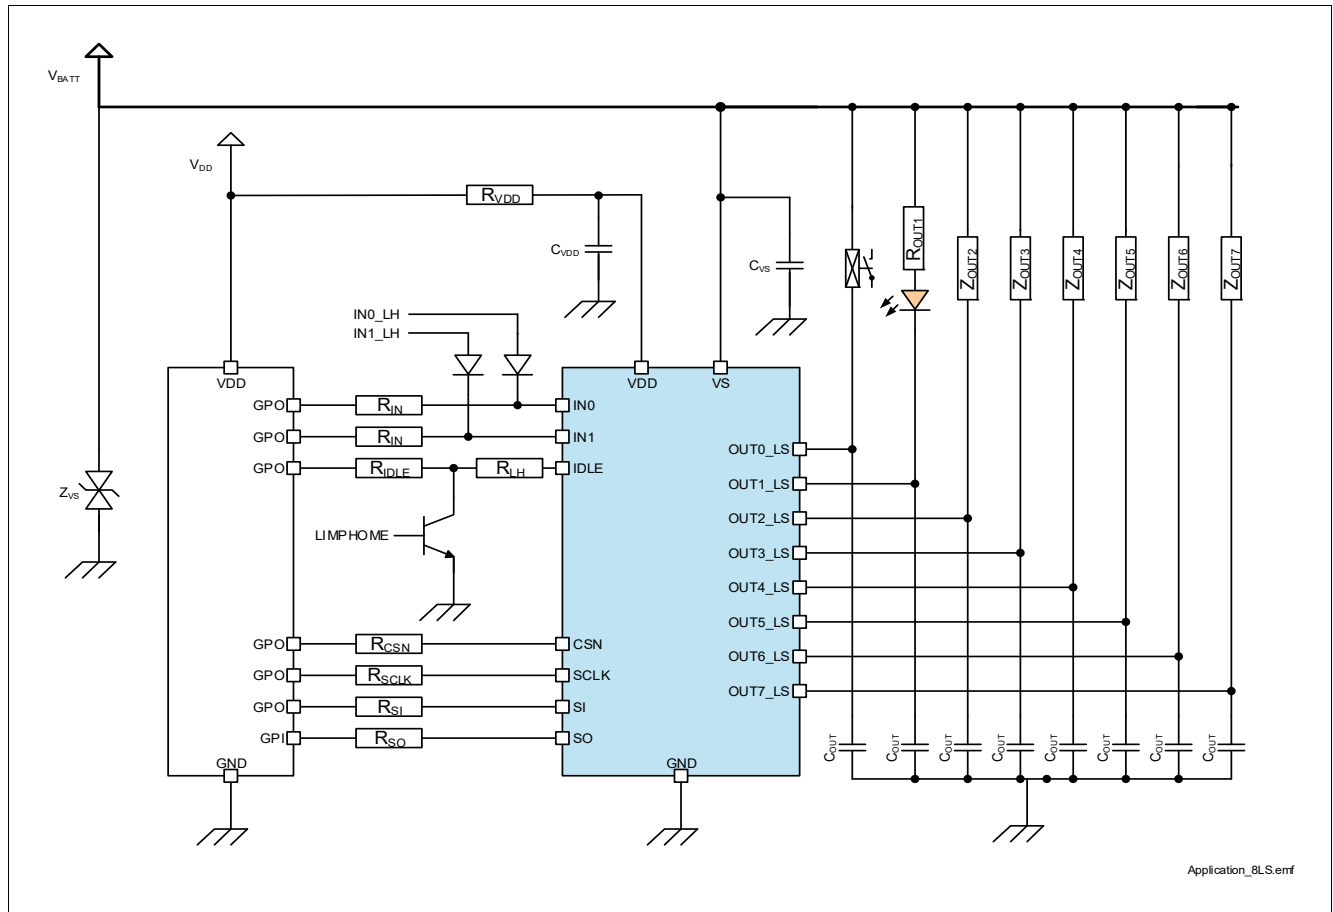 VBATT
VDD
RVDD
CVDD
CVS
ROUT1
ZOUT2
ZOUT3
ZOUT4
ZOUT5
ZOUT6
ZOUT7
IN0_LH
IN1_LH
VDD
VDD
VS
GPO
RIN
IN0
GPO
RIN
IN1
GPO
RIDLE
RLH
IDLE
OUT0_LS
OUT1_LS
ZVS
OUT2_LS
LIMPHOME
OUT3_LS
OUT4_LS
OUT5_LS
GPO
RCSN
CSN
OUT6_LS
GPO
RSCLK
SCLK
OUT7_LS
GPO
RSI
SI
GPI
RSO
SO
COUT
COUT
COUT
COUT
COUT
COUT
COUT
COUT
GND
GND
Application_8LS.emf